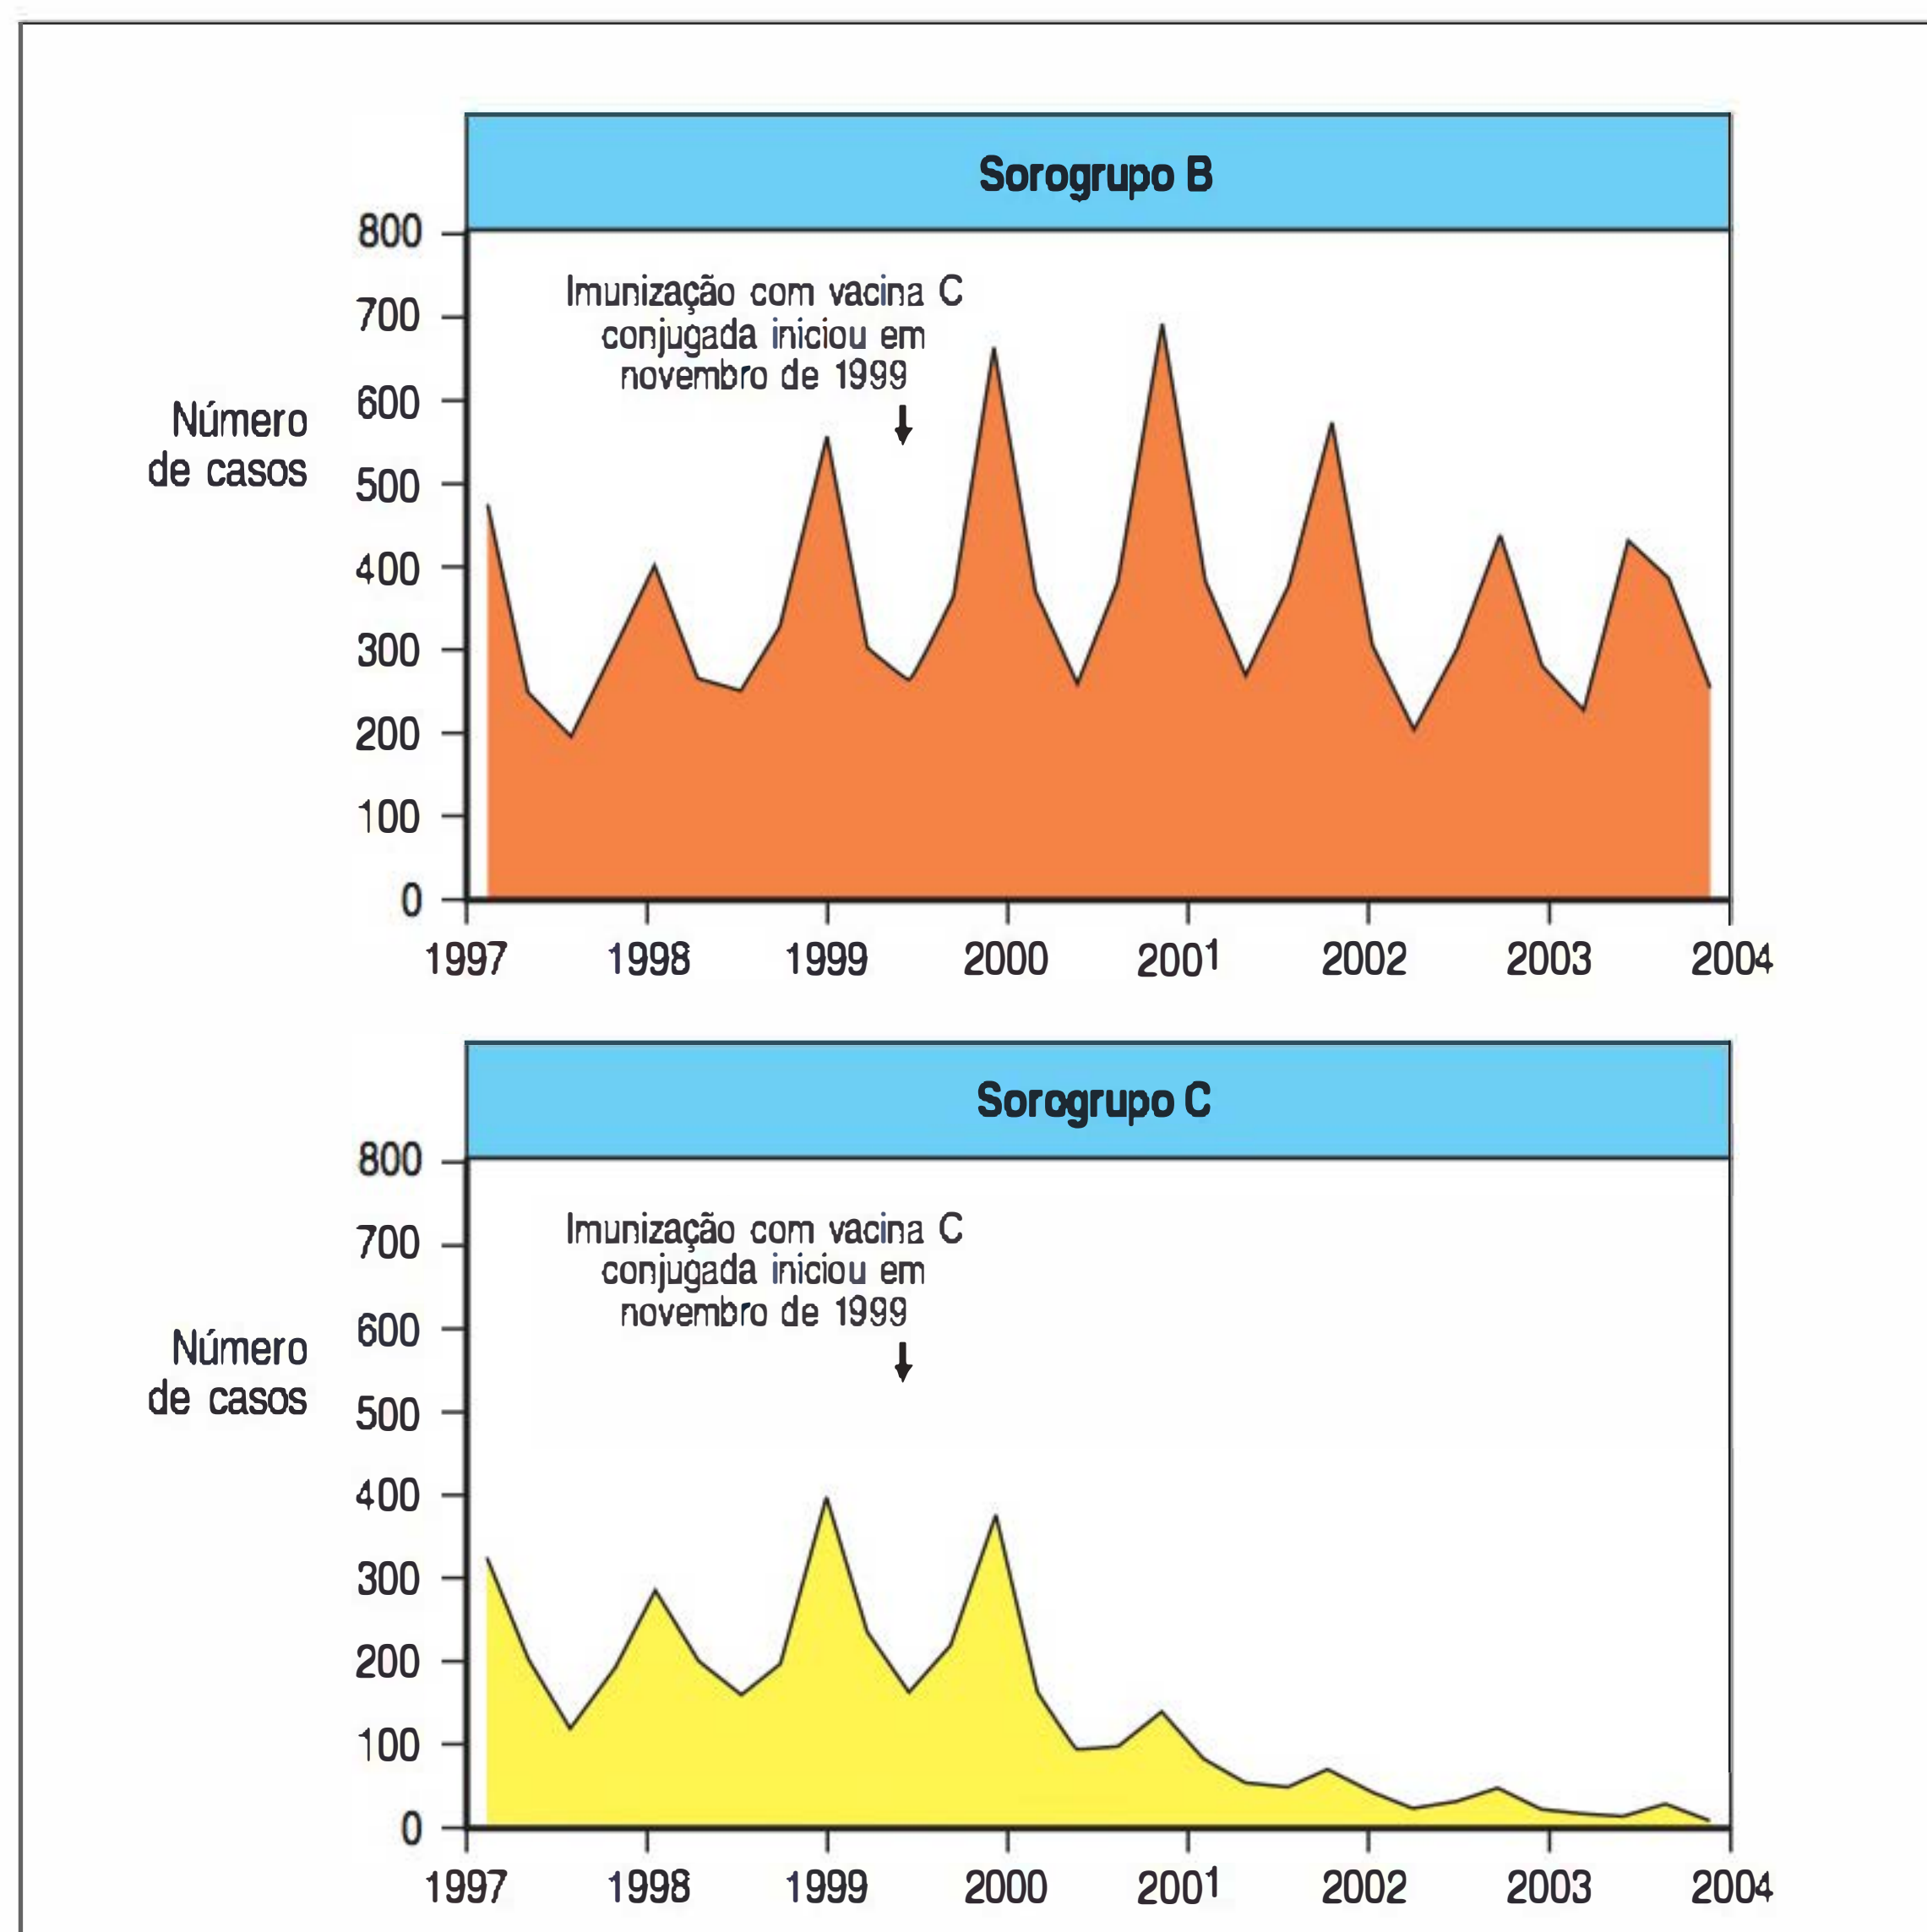 Sorogrupo B
800
700
600
500
400
300
200
100
0
Imunização com vacina C
conjugada iniciou em
novembro de 1999
Número
de casos
1997 1998 1999 2000 2001 2002 2003 2004
Sorogrupo C
800
700
600
500
400
300
200
100
0
Imunização com vacina C
conjugada iniciou em
novembro de 1999
Número
de casos
1997 1998 1999 2000 2001 2002 2003 2004